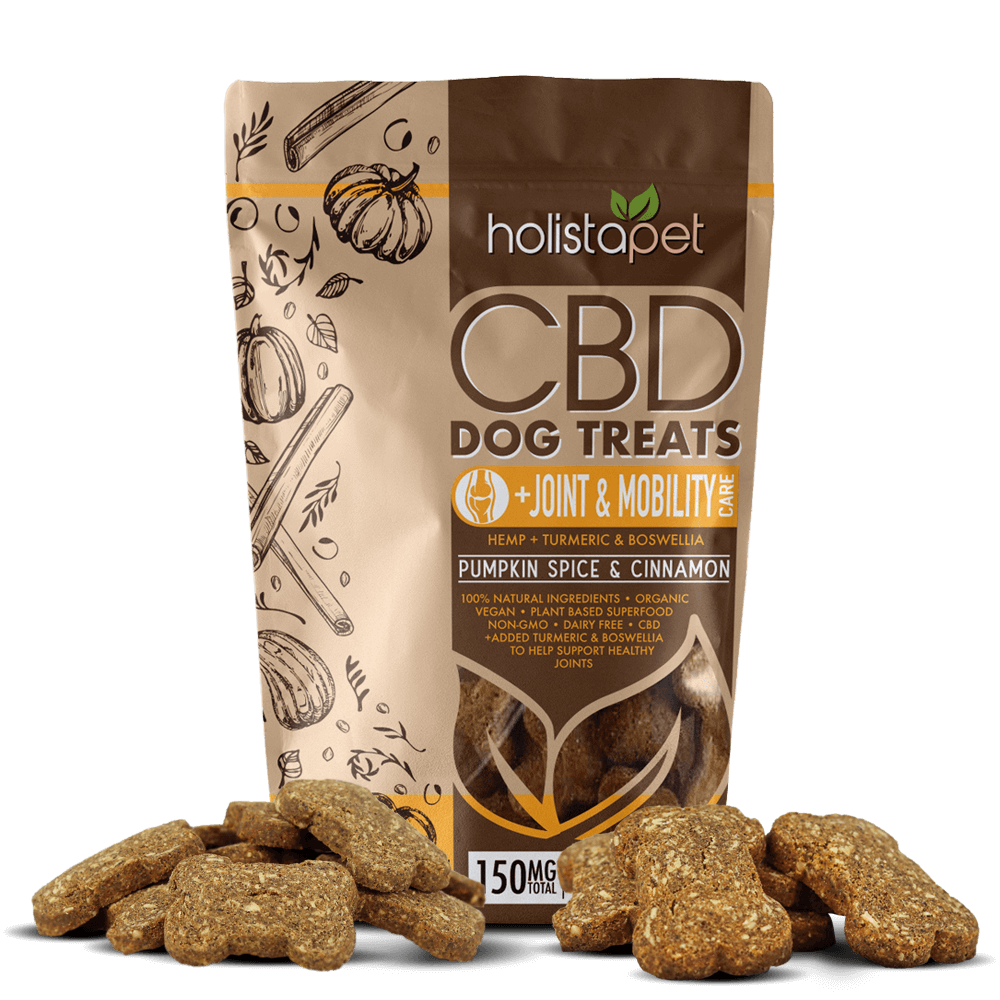 holistapet
CBD
DOG TREATS
+JOINT & MOBILITY CARE
HEMP + TURMERIC & BOSWELLIA
PUMPKIN SPICE & CINNAMON
100% NATURAL INGREDIENTS • ORGANIC
VEGAN • PLANT BASED SUPERFOOD
NON-GMO • DAIRY FREE • CBD
+ADDED TURMERIC & BOSWELLIA
TO HELP SUPPORT HEALTHY
JOINTS
150MG TOTAL